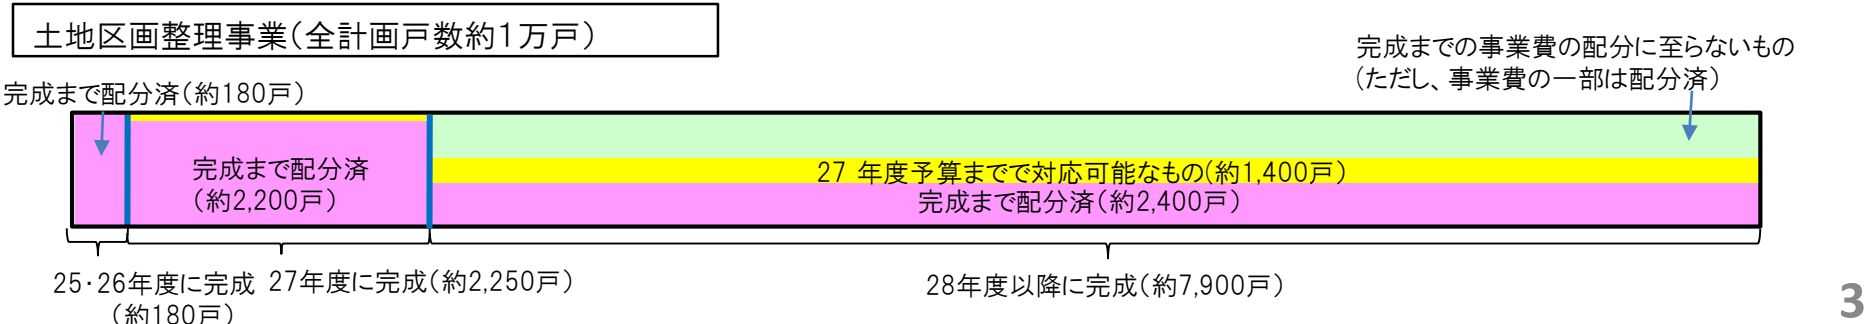 土地区画整理事業(全計画戸数約1万戸)
完成までの事業費の配分に至らないもの
(ただし、事業費の一部は配分済)
完成まで配分済(約180戸)
完成まで配分済
(約2,200戸)
27 年度予算までで対応可能なもの(約1,400戸)
完成まで配分済(約2,400戸)
25・26年度に完成
(約180戸)
27年度に完成(約2,250戸)
28年度以降に完成(約7,900戸)
3